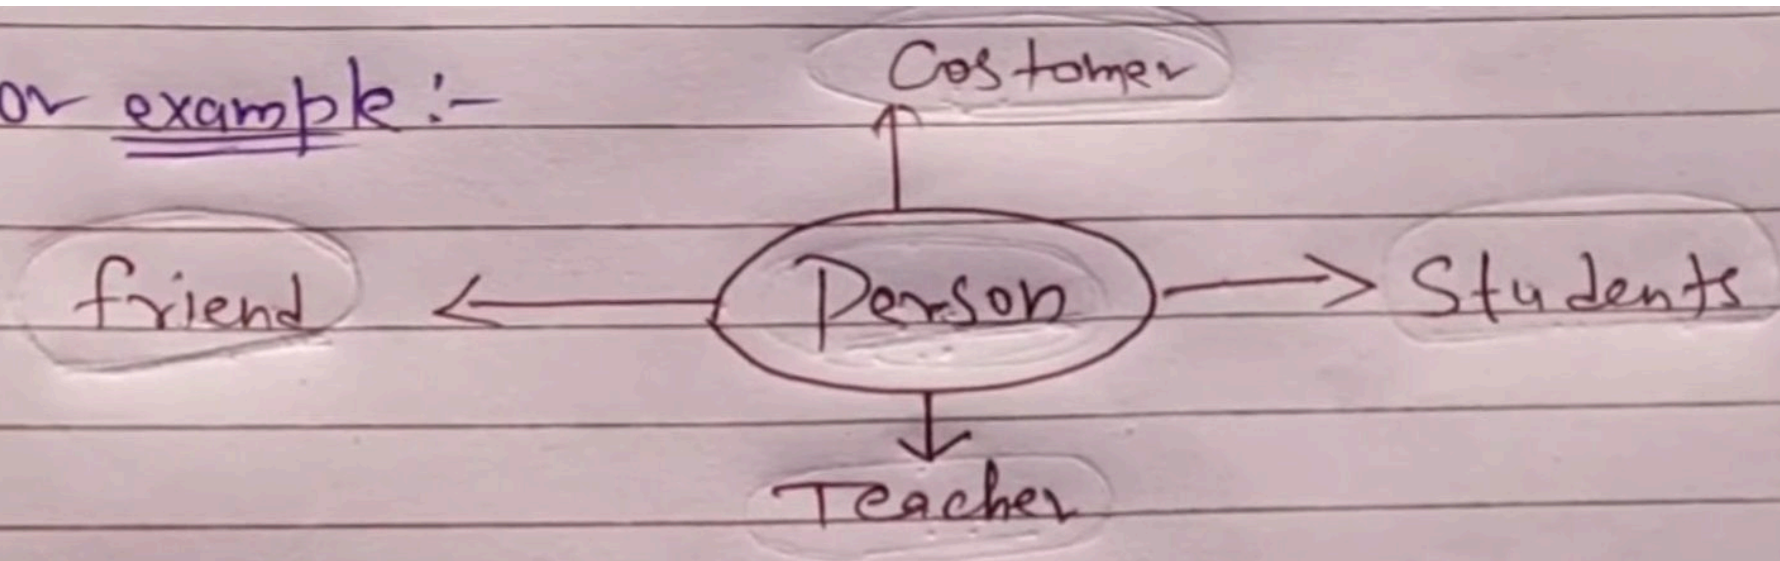 or example :-
Costomer
friend
Person
Students
Teacher